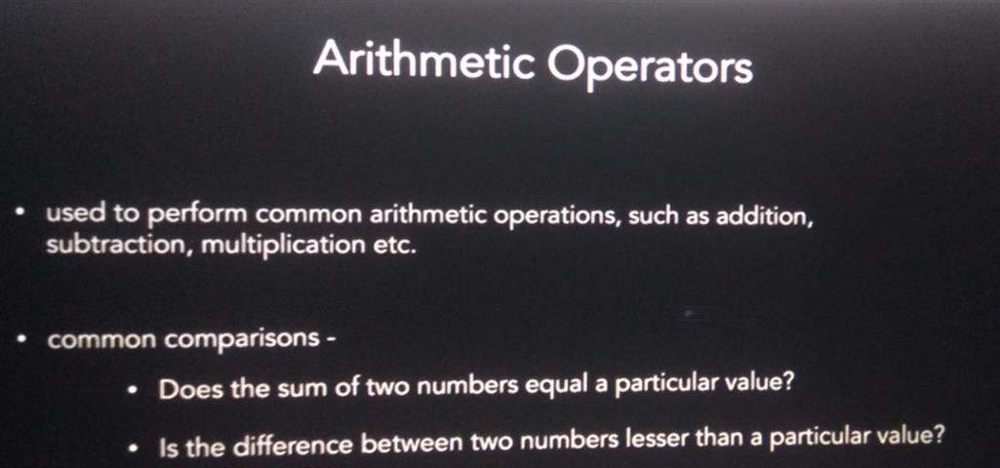 Arithmetic Operators
• used to perform common arithmetic operations, such as addition,
subtraction, multiplication etc.
• common comparisons -
• Does the sum of two numbers equal a particular value?
• Is the difference between two numbers lesser than a particular value?